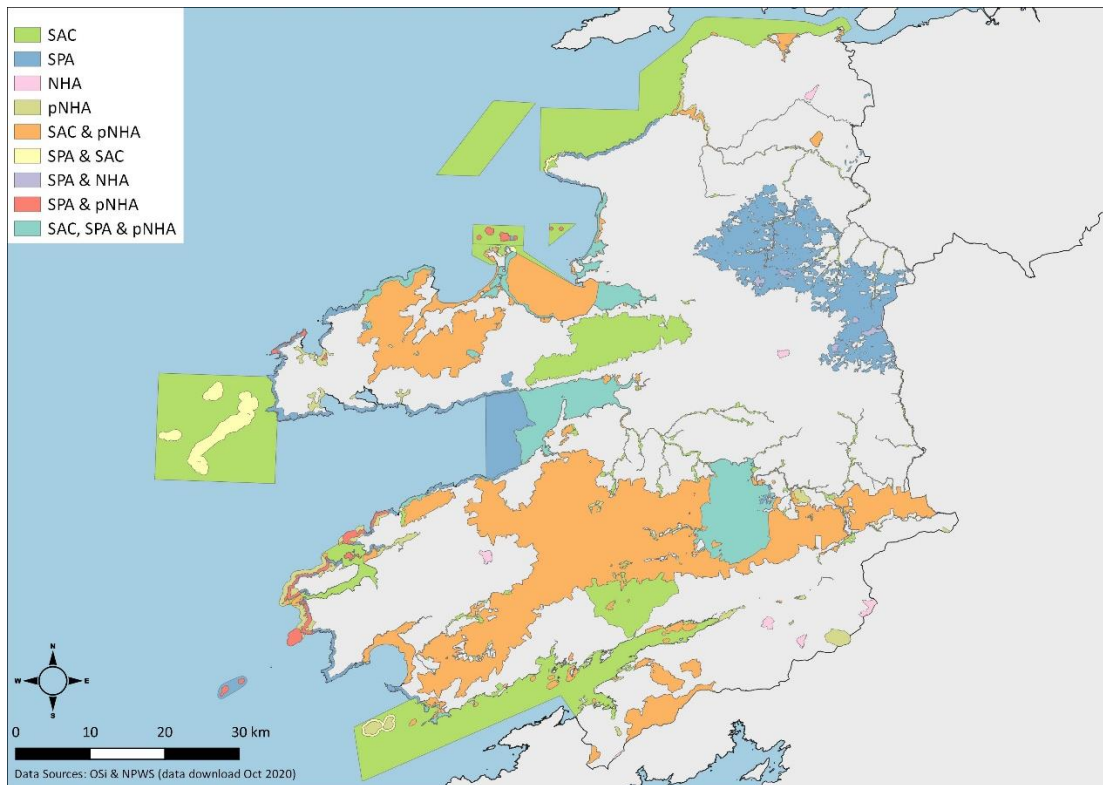 SAC
SPA
NHA
pNHA
SAC & pNHA
SPA & SAC
SPA & NHA
SPA & pNHA
SAC, SPA & pNHA
N
W E
S
0 10 20 30 km
Data Sources: OSi & NPWS (data download Oct 2020)